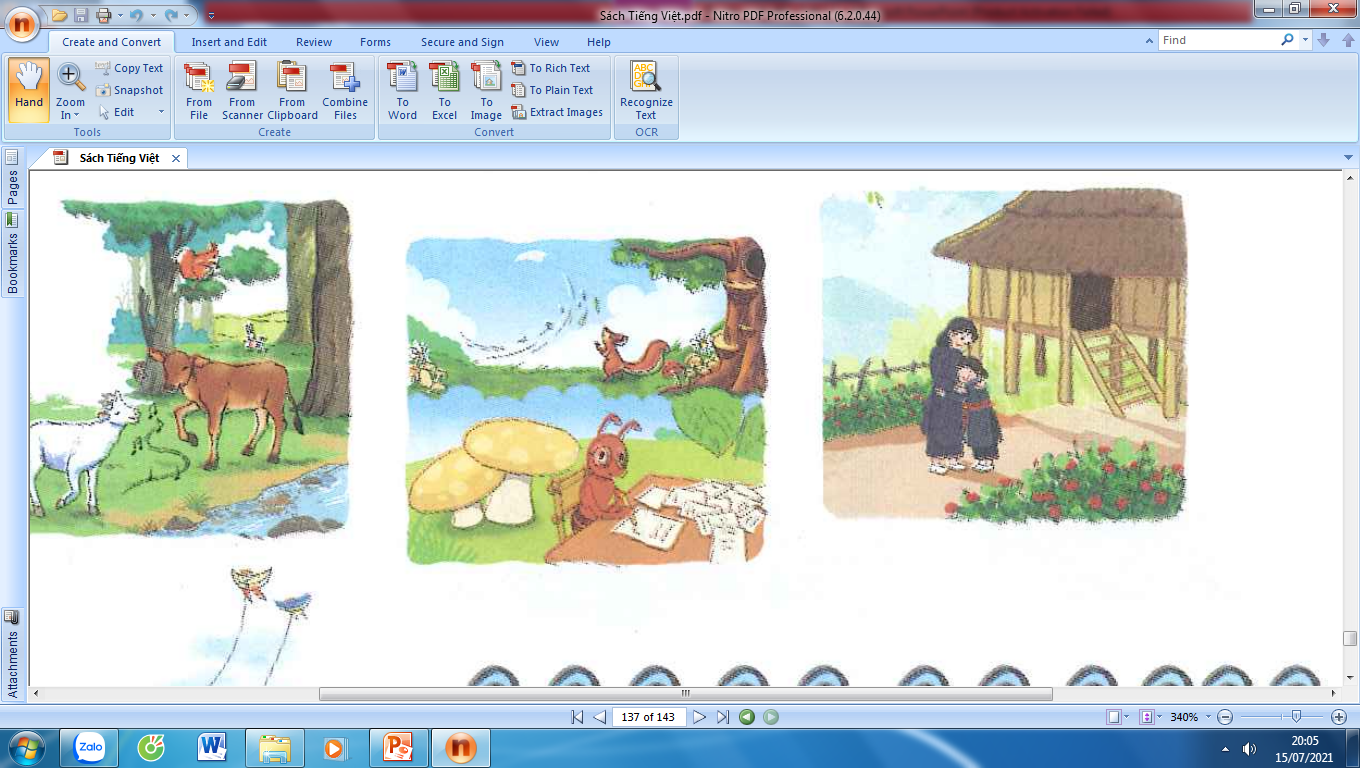 Sách Tiếng Việt.pdf - Nitro PDF Professional (6.2.0.44)
Create and Convert Insert and Edit Review Forms Secure and Sign View Help Find
Hand
Zoom In
Copy Text
Snapshot
Edit
Tools
From File
From Scanner
From Clipboard
Combine Files
Create
To Word
To Excel
To Image
To Rich Text
To Plain Text
Extract Images
Convert
Recognize Text
OCR
Sách Tiếng Việt
Pages
Bookmarks
Attachments
137 of 143
340%
Zalo
20:05
15/07/2021